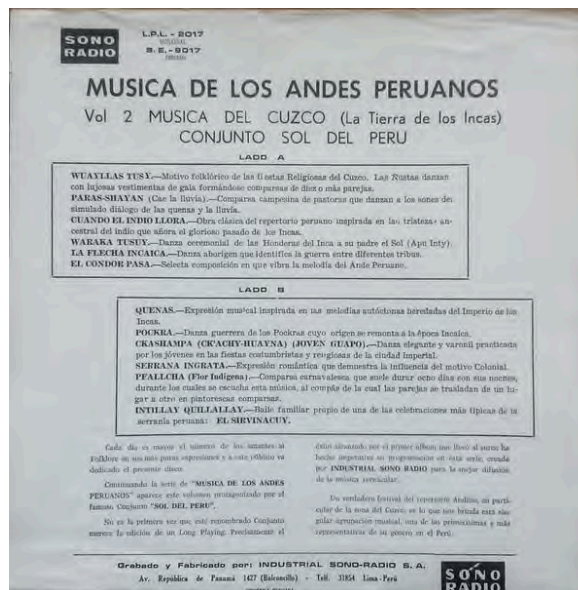 SONO
RADIO
L.P.L. - 2017
S. E. - 9017
MUSICA DE LOS ANDES PERUANOS
Vol 2 MUSICA DEL CUZCO (La Tierra de los Incas)
CONJUNTO SOL DEL PERU
LADO A
WUAYLLAS TUSY.—Motivo folklórico de las fiestas Religiosas del Cuzco. Las Ñustas danzan
con lujosas vestimentas de gala formándose comparsas de diez o más parejas.
PARAS-SHAYAN (Cae la lluvia).—Comparsa campesina de pastoras que danzan a los sones del
simulado diálogo de las quenas y la lluvia.
CUANDO EL INDIO LLORA.—Obra clásica del repertorio peruano inspirada en las tristezas an-
cestral del indio que añora el glorioso pasado de los Incas.
WARAKA TUSUY.—Danza ceremonial de las Honderas del Inca a su padre el Sol (Apu Inty).
LA FLECHA INCAICA.—Danza aborigen que identifica la guerra entre diferentes tribus.
EL CONDOR PASA.—Selecta composición en que vibra la melodía del Ande Peruano.
LADO B
QUENAS.—Expresión musical inspirada en las melodías autóctonas heredadas del Imperio de los
Incas.
POCKRA.—Danza guerrera de los Pockras cuyo origen se remonta a la época Incaica.
CKASHAMPA (CK'ACHY-HUAYNA) (JOVEN GUAPO).—Danza elegante y varonil practicada
por los jóvenes en las fiestas costumbristas y religiosas de la ciudad Imperial.
SERRANA INGRATA.—Expresión romántica que demuestra la influencia del motivo Colonial.
PFALLCHA (Flor Indígena).—Comparsa carnavalesca que suele durar ocho días con sus noches,
durante los cuales se escucha esta música, al compás de la cual las parejas se trasladan de un lu-
gar a otro en pintorescas comparsas.
INTILLAY QUILLALLAY.—Baile familiar propio de una de las celebraciones más típicas de la
serranía peruana: EL SIRVINACUY.
Cada día es mayor el número de los amantes al
Folklore en sus más puras expresiones y a este público va
dedicado el presente disco.
Continuando la serie de "MUSICA DE LOS ANDES
PERUANOS" aparece este volumen protagonizado por el
famoso Conjunto "SOL DEL PERU".
No es la primera vez que este renombrado Conjunto
merece la edición de un Long Playing. Precisamente el
éxito alcanzado por el primer álbum nos
hecho en esta serie, creada
por INDUSTRIAL SONO RADIO para la mejor difusión
de la música vernacular.
Un verdadero festival del repertorio Andino, en parti-
cular de la zona del Cuzco, es lo que nos brinda esta sin-
gular agrupación musical, una de las primerísimas y más
representativas de su género en el Perú.
Grabado y Fabricado por: INDUSTRIAL SONO-RADIO S. A.
Av. República de Panamá 1427 (Balconcillo) - Telf. 31854 Lima-Perú
SONO
RADIO